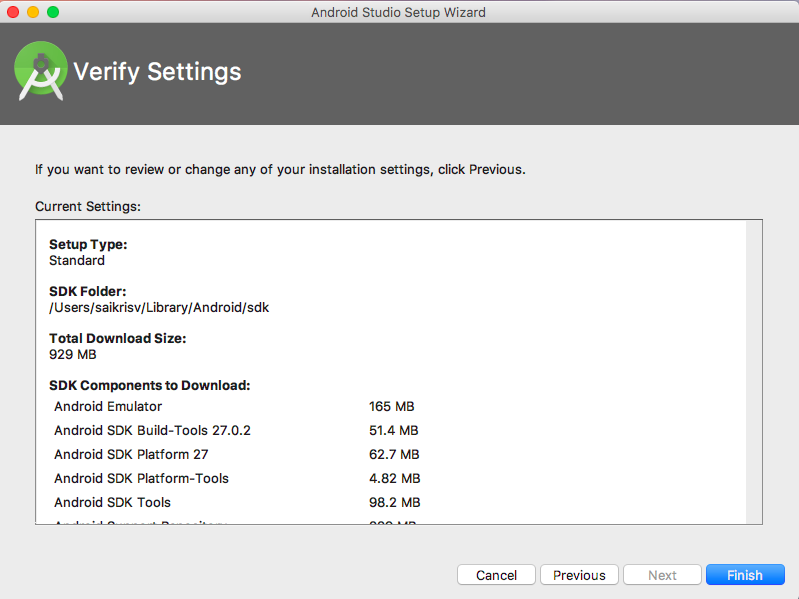 Android Studio Setup Wizard
Verify Settings
If you want to review or change any of your installation settings, click Previous.
Current Settings:
Setup Type:
Standard
SDK Folder:
/Users/saikrisv/Library/Android/sdk
Total Download Size:
929 MB
SDK Components to Download:
Android Emulator 165 MB
Android SDK Build-Tools 27.0.2 51.4 MB
Android SDK Platform 27 62.7 MB
Android SDK Platform-Tools 4.82 MB
Android SDK Tools 98.2 MB
Android Support Repository
Cancel Previous Next Finish